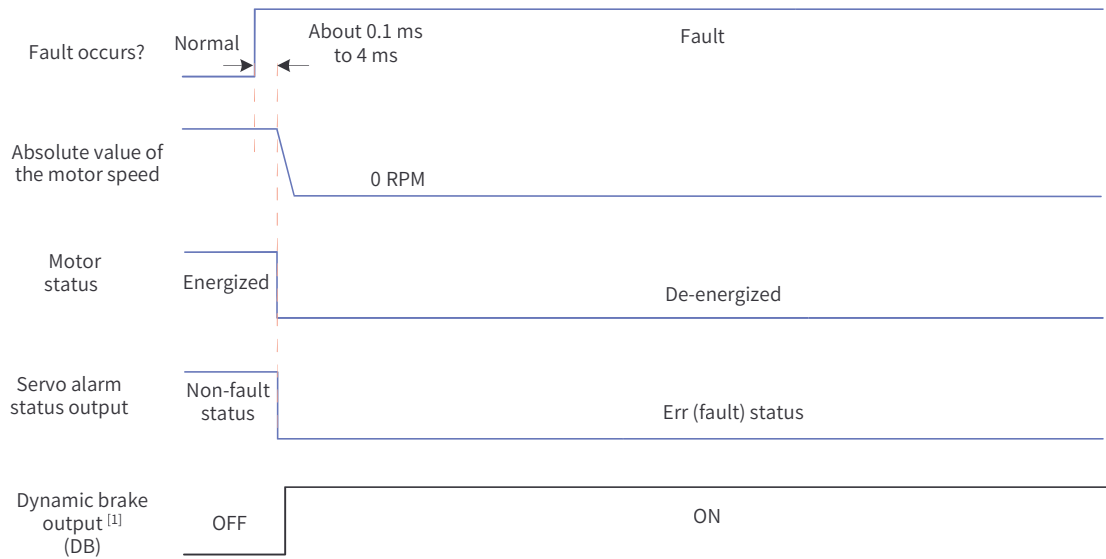 Fault occurs?
Normal
About 0.1 ms
to 4 ms
Fault
Absolute value of
the motor speed
0 RPM
Motor
status
Energized
De-energized
Servo alarm
status output
Non-fault
status
Err (fault) status
Dynamic brake
output [1]
(DB)
OFF
ON